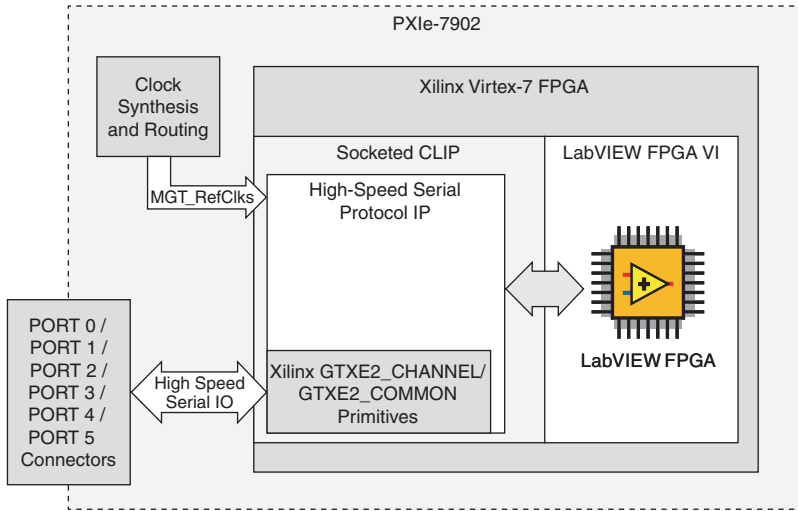 PXIe-7902
Clock
Synthesis
and Routing
Xilinx Virtex-7 FPGA
Socketed CLIP
LabVIEW FPGA VI
MGT_RefClks
High-Speed Serial
Protocol IP
LabVIEW FPGA
PORT 0 /
PORT 1 /
PORT 2 /
PORT 3 /
PORT 4 /
PORT 5
Connectors
High Speed
Serial IO
Xilinx GTXE2_CHANNEL/
GTXE2_COMMON
Primitives